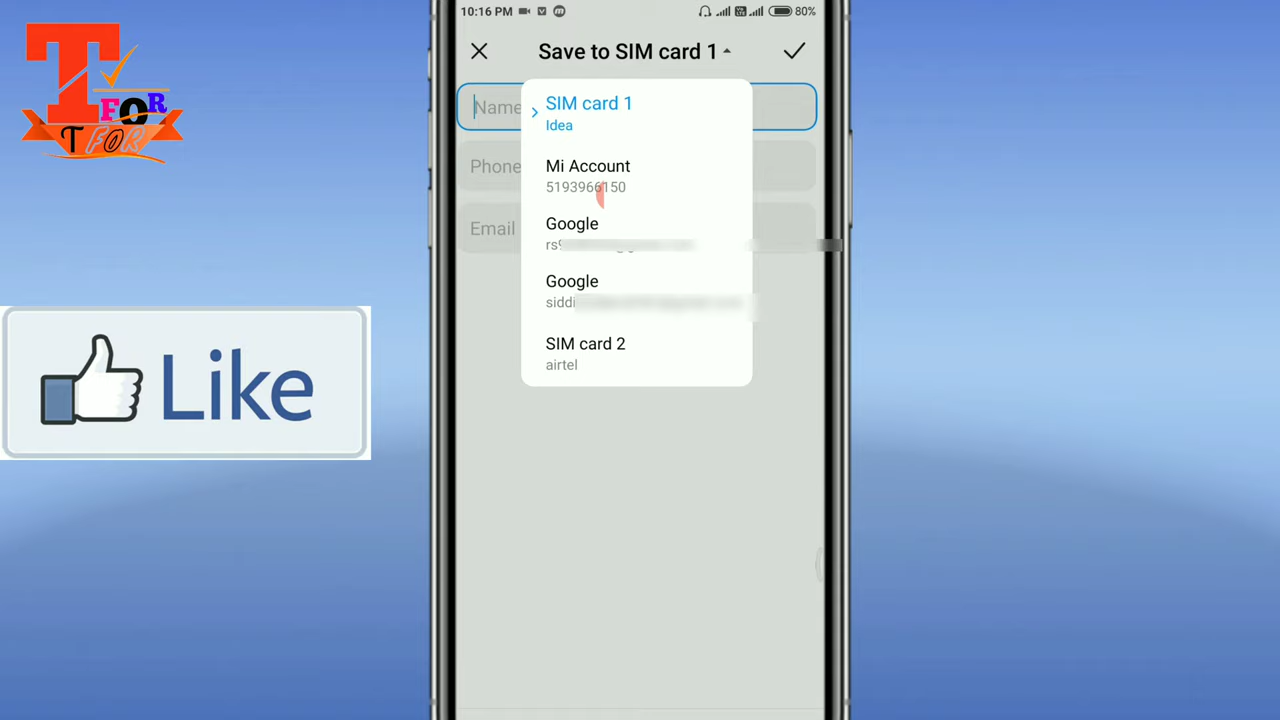 10:16 PM
80%
Save to SIM card 1
Name
SIM card 1
Idea
Phone
Mi Account
5193966150
Email
Google
Google
siddi
SIM card 2
airtel
T FOR
T FOR
Like